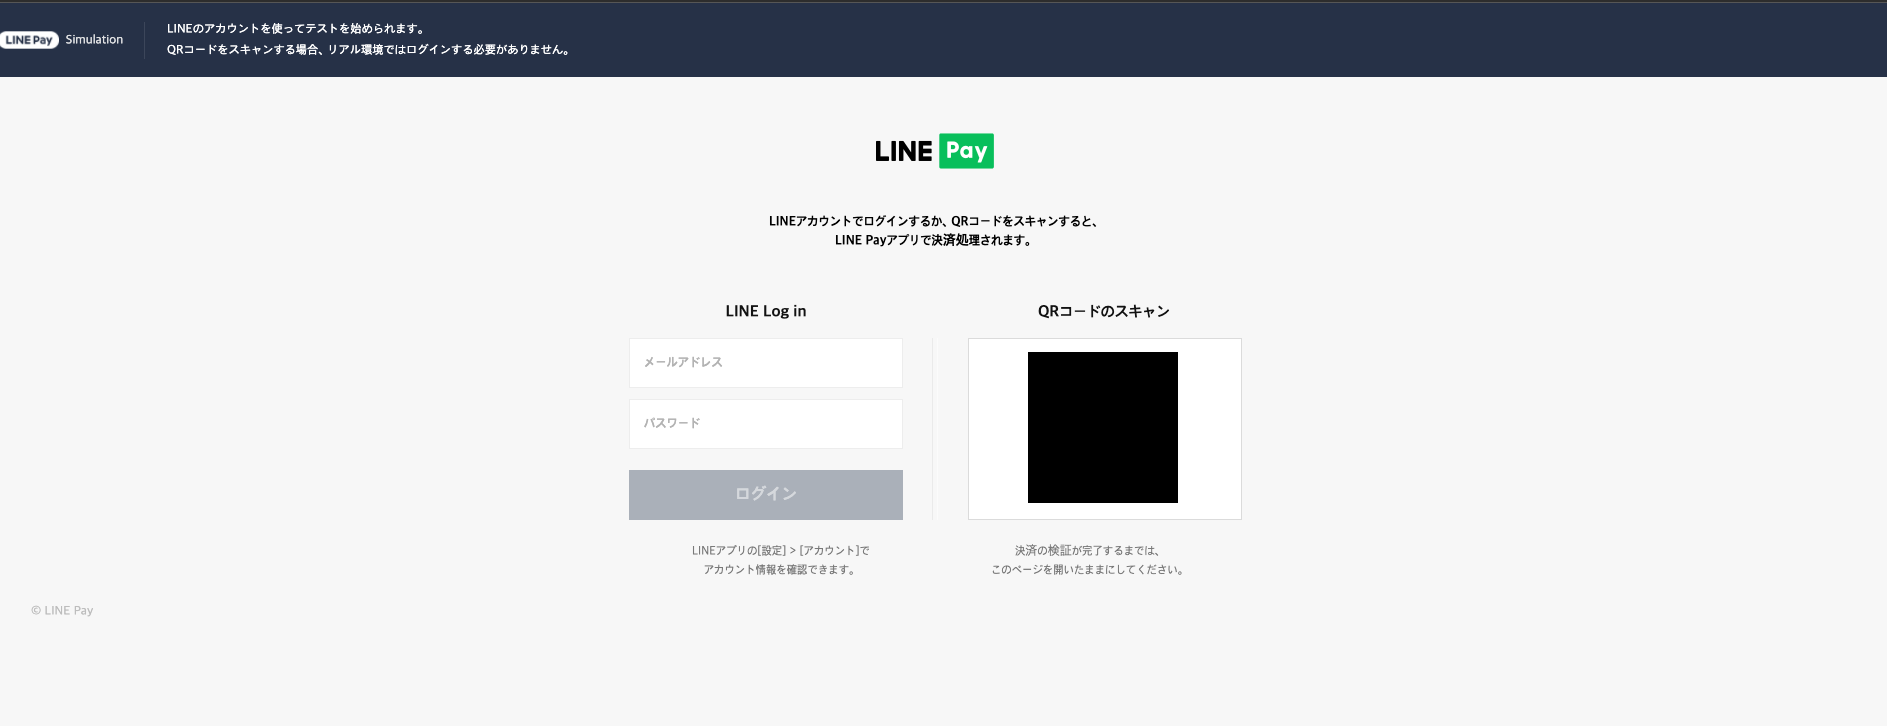 LINE Pay Simulation
LINEのアカウントを使ってテストを始められます。
QRコードをスキャンする場合、リアル環境ではログインする必要がありません。
LINE Pay
LINEアカウントでログインするか、QRコードをスキャンすると、
LINE Payアプリで決済処理されます。
LINE Log in
メールアドレス
パスワード
ログイン
LINEアプリの[設定] > [アカウント]で
アカウント情報を確認できます。
QRコードのスキャン
決済の検証が完了するまでは、
このページを開いたままにしてください。
© LINE Pay